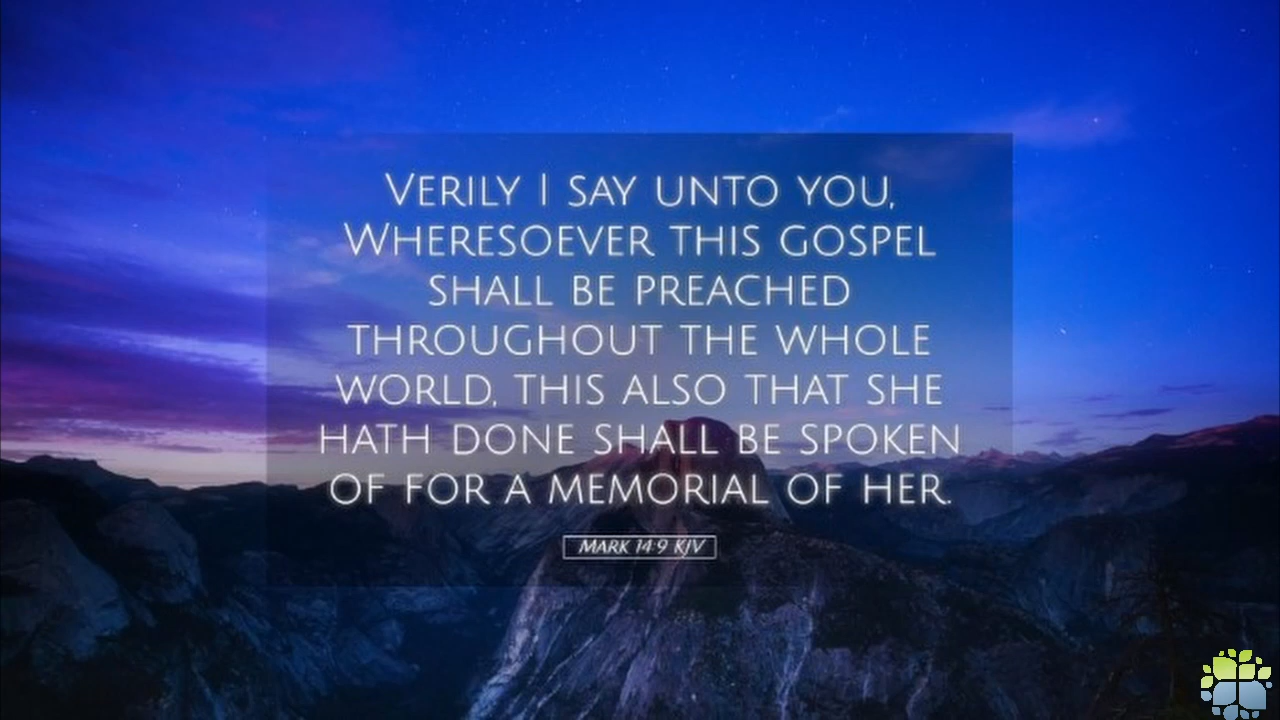 Verily I say unto you,
Wheresoever this gospel
shall be preached
throughout the whole
world, this also that she
hath done shall be spoken
of for a memorial of her.
Mark 14:9 KJV